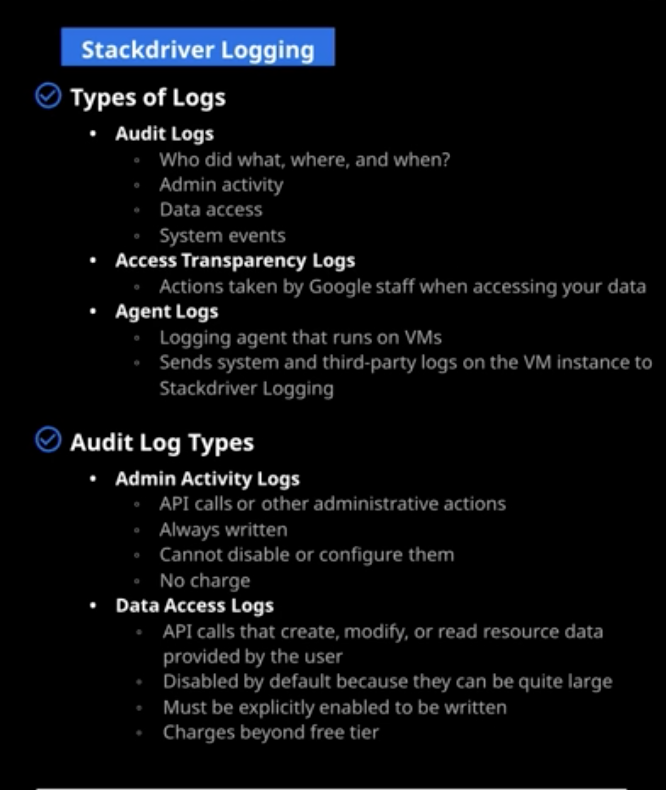 Stackdriver Logging
Types of Logs
• Audit Logs
◦ Who did what, where, and when?
◦ Admin activity
◦ Data access
◦ System events
• Access Transparency Logs
◦ Actions taken by Google staff when accessing your data
• Agent Logs
◦ Logging agent that runs on VMs
◦ Sends system and third-party logs on the VM instance to
Stackdriver Logging
Audit Log Types
• Admin Activity Logs
◦ API calls or other administrative actions
◦ Always written
◦ Cannot disable or configure them
◦ No charge
• Data Access Logs
◦ API calls that create, modify, or read resource data
provided by the user
◦ Disabled by default because they can be quite large
◦ Must be explicitly enabled to be written
◦ Charges beyond free tier